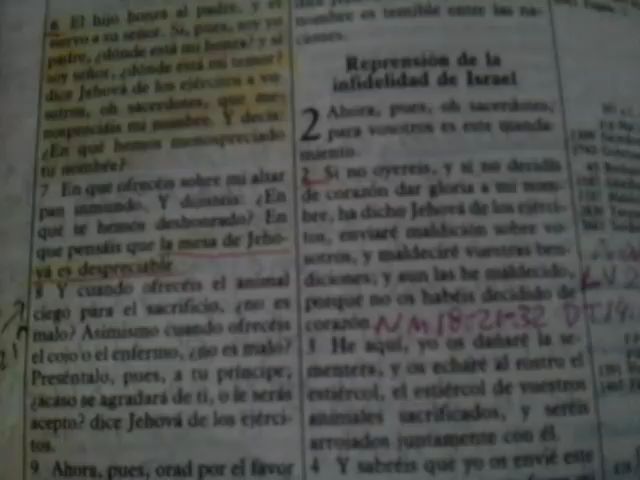 6 El hijo honra al padre, y el
siervo a su señor. Si, pues, soy yo
padre, ¿dónde está mi honra? y si
soy señor, ¿dónde está mi temor?
dice Jehová de los ejércitos a vo-
sotros, oh sacerdotes, que me-
nospreciáis mi nombre. Y decís:
¿En qué hemos menospreciado
tu nombre?
7 En que ofrecéis sobre mi altar
pan inmundo. Y dijisteis: ¿En
qué te hemos deshonrado? En
que pensáis que la mesa de Jeho-
vá es despreciable
8 Y cuando ofrecéis el animal
ciego para el sacrificio, ¿no es
malo? Asimismo cuando ofrecéis
el cojo o el enfermo, ¿no es malo?
Preséntalo, pues, a tu príncipe;
¿acaso se agradará de ti, o le serás
acepto? dice Jehová de los ejérci-
tos.
9 Ahora, pues, orad por el favor
nombre es temible entre las na-
ciones.
Reprensión de la
infidelidad de Israel
2 Ahora, pues, oh sacerdotes,
para vosotros es este manda-
miento.
2 Si no oyereis, y si no decidís
de corazón dar gloria a mi nom-
bre, ha dicho Jehová de los ejérci-
tos, enviaré maldición sobre vo-
sotros, y maldeciré vuestras ben-
diciones; y aun las he maldecido,
porque no os habéis decidido de
corazón. Nm 18:21-32
3 He aquí, yo os dañaré la se-
mentera, y os echaré al rostro el
estiércol, el estiércol de vuestros
animales sacrificados, y seréis
arrojados juntamente con él.
4 Y sabréis que yo os envié este